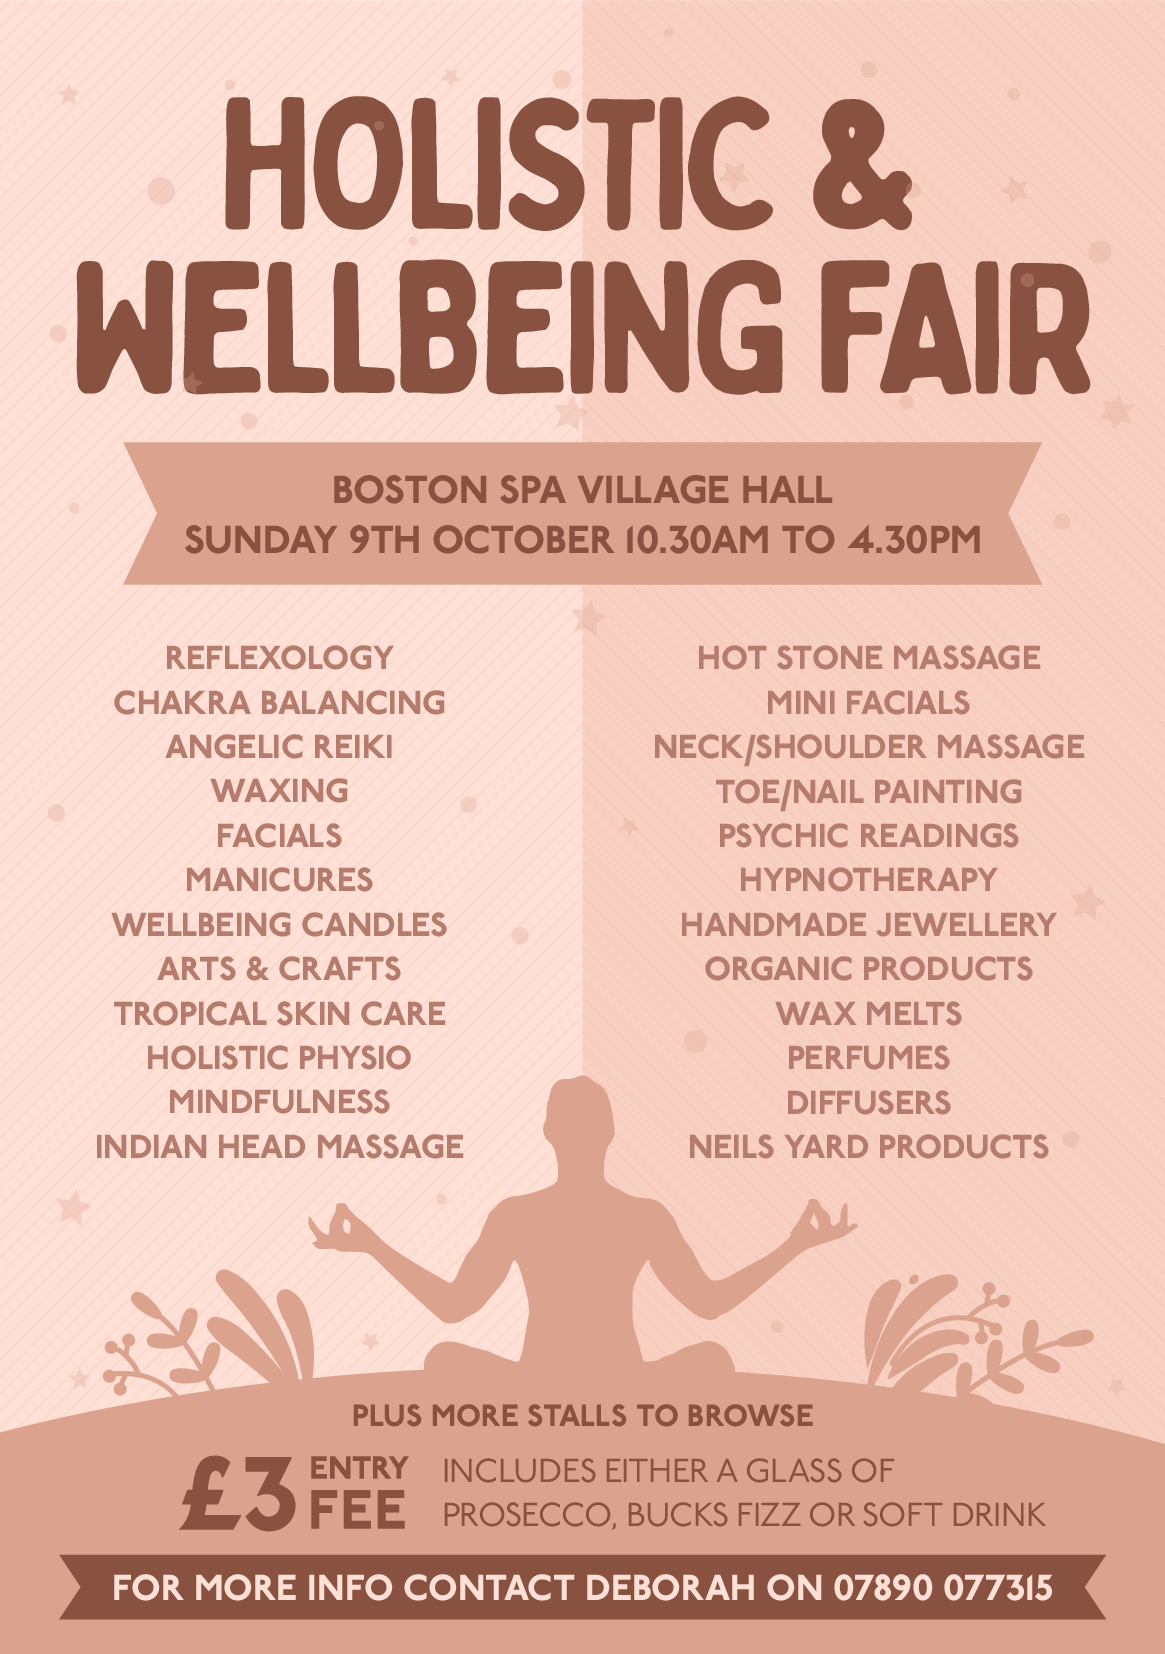 HOLISTIC &
WELLBEING FAIR
BOSTON SPA VILLAGE HALL
SUNDAY 9TH OCTOBER 10.30AM TO 4.30PM
REFLEXOLOGY
CHAKRA BALANCING
ANGELIC REIKI
WAXING
FACIALS
MANICURES
WELLBEING CANDLES
ARTS & CRAFTS
TROPICAL SKIN CARE
HOLISTIC PHYSIO
MINDFULNESS
INDIAN HEAD MASSAGE
HOT STONE MASSAGE
MINI FACIALS
NECK/SHOULDER MASSAGE
TOE/NAIL PAINTING
PSYCHIC READINGS
HYPNOTHERAPY
HANDMADE JEWELLERY
ORGANIC PRODUCTS
WAX MELTS
PERFUMES
DIFFUSERS
NEILS YARD PRODUCTS
PLUS MORE STALLS TO BROWSE
£3 ENTRY FEE
INCLUDES EITHER A GLASS OF
PROSECCO, BUCKS FIZZ OR SOFT DRINK
FOR MORE INFO CONTACT DEBORAH ON 07890 077315